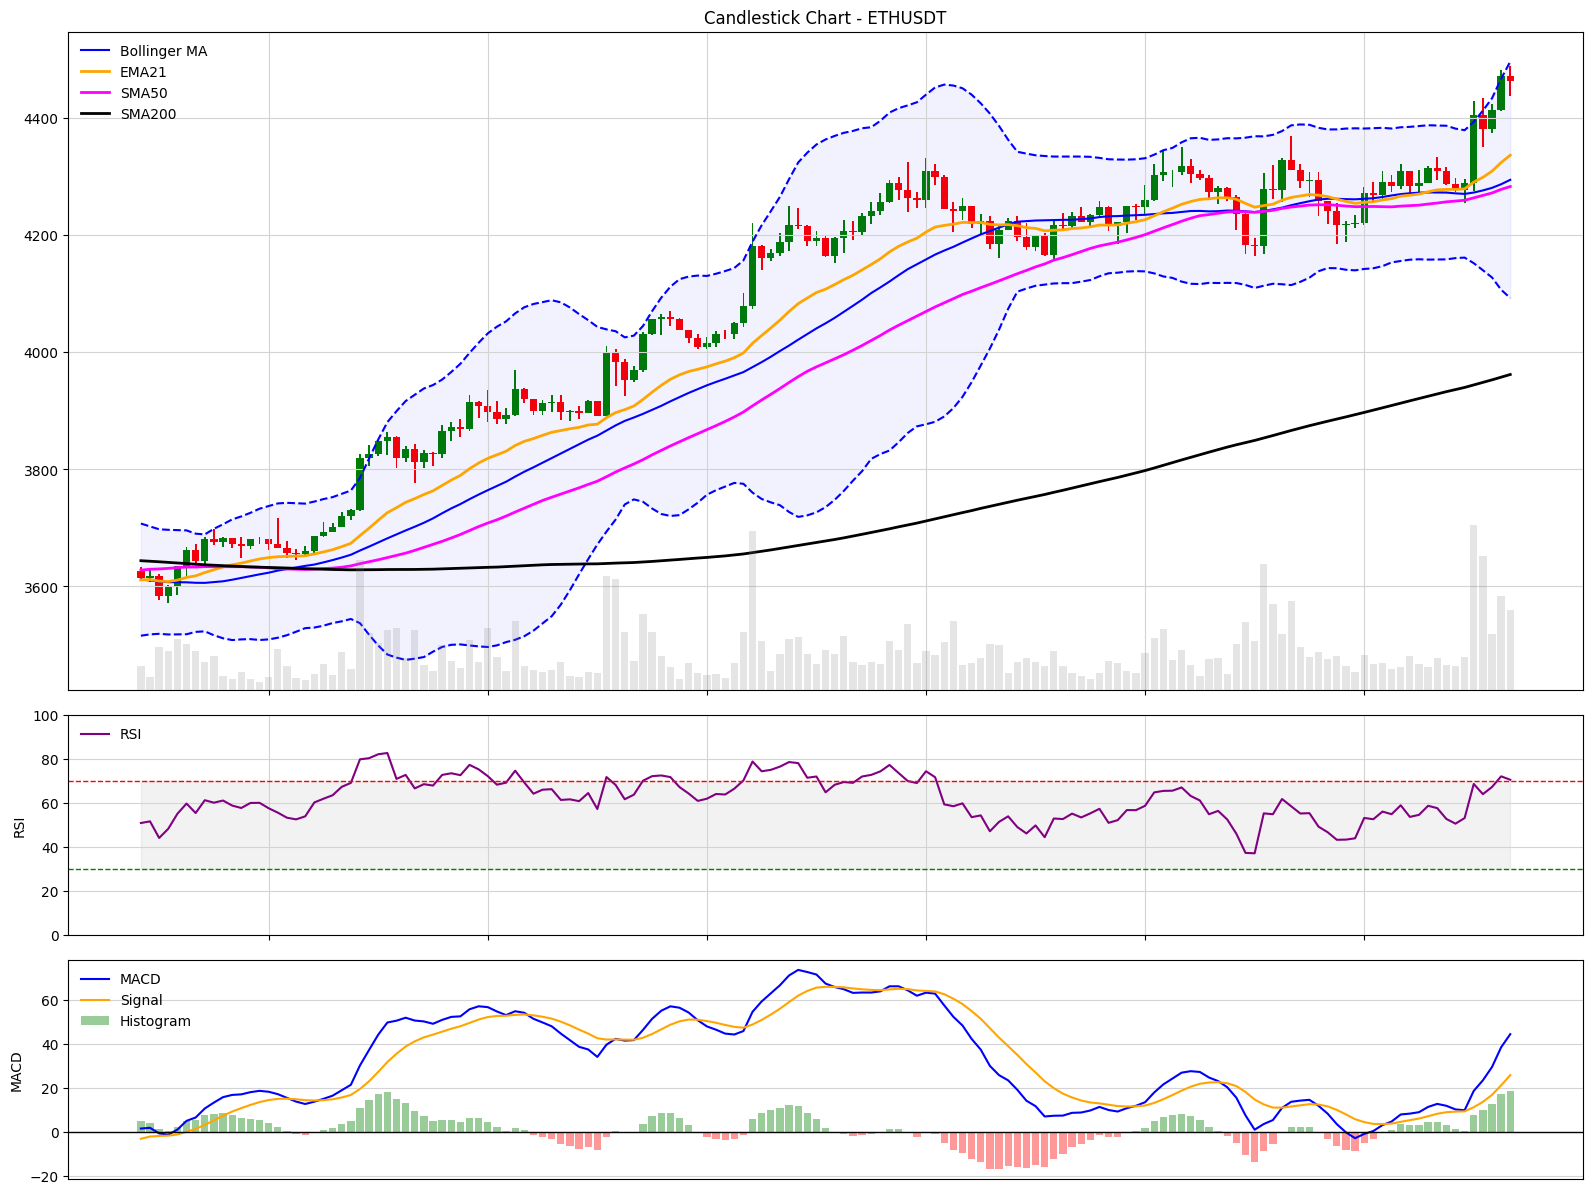 Candlestick Chart - ETHUSDT
Bollinger MA
EMA21
SMA50
SMA200
4400
4200
4000
3800
3600
RSI
100
80
60
40
20
0
RSI
MACD
Signal
Histogram
60
40
20
0
−20
MACD